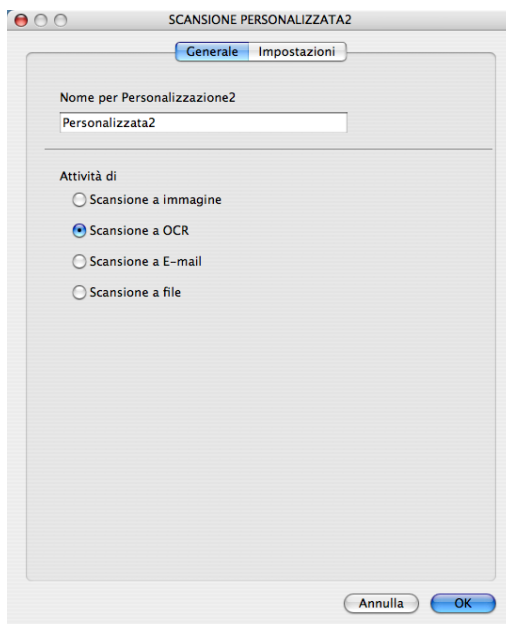 SCANSIONE PERSONALIZZATA2
Generale Impostazioni
Nome per Personalizzazione2
Personalizzata2
Attività di
Scansione a immagine
Scansione a OCR
Scansione a E-mail
Scansione a file
Annulla OK